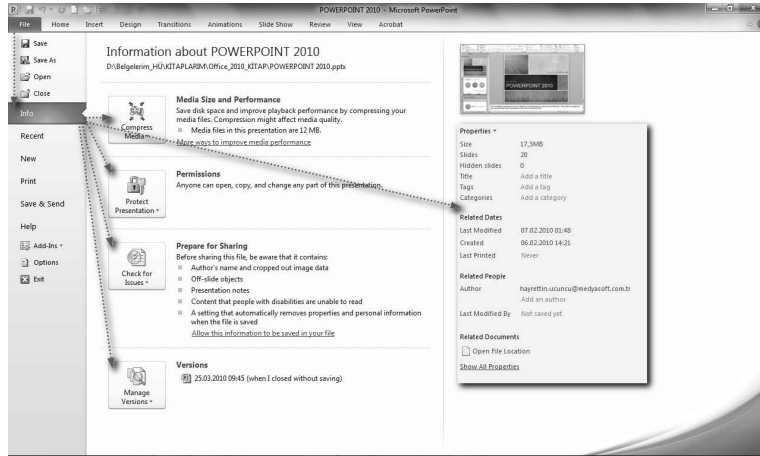 POWERPOINT 2010 - Microsoft PowerPoint
File Home Insert Design Transitions Animations Slide Show Review View Acrobat
Save
Save As
Open
Close
Info
Recent
New
Print
Save & Send
Help
Add-Ins
Options
Exit
Information about POWERPOINT 2010
D:\Belgelerim_HÜ\KİTAPLARIM\Office_2010_KİTAP\POWERPOINT 2010.pptx
Compress
Media
Media Size and Performance
Save disk space and improve playback performance by compressing your
media files. Compression might affect media quality.
Media files in this presentation are 12 MB.
More ways to improve media performance
Protect
Presentation
Permissions
Anyone can open, copy, and change any part of this presentation.
Check for
Issues
Prepare for Sharing
Before sharing this file, be aware that it contains:
Author's name and cropped out image data
Off-slide objects
Presentation notes
Content that people with disabilities are unable to read
A setting that automatically removes properties and personal information
when the file is saved
Allow this information to be saved in your file
Manage
Versions
Versions
25.03.2010 09:45 (when I closed without saving)
POWERPOINT 2010
Properties
Size 17,3MB
Slides 20
Hidden slides 0
Title Add a title
Tags Add a tag
Categories Add a category
Related Dates
Last Modified 07.02.2010 01:48
Created 06.02.2010 14:21
Last Printed Never
Related People
Author hayrettin.ucuncu@medyasoft.com.tr
Add an author
Last Modified By Not saved yet
Related Documents
Open File Location
Show All Properties